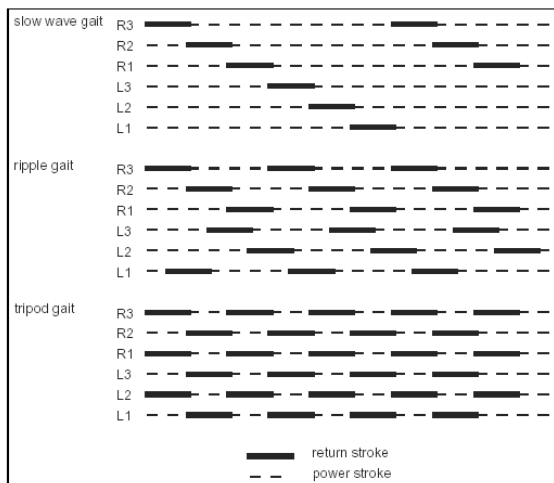 slow wave gait R3
R2
R1
L3
L2
L1
ripple gait R3
R2
R1
L3
L2
L1
tripod gait R3
R2
R1
L3
L2
L1
return stroke
power stroke